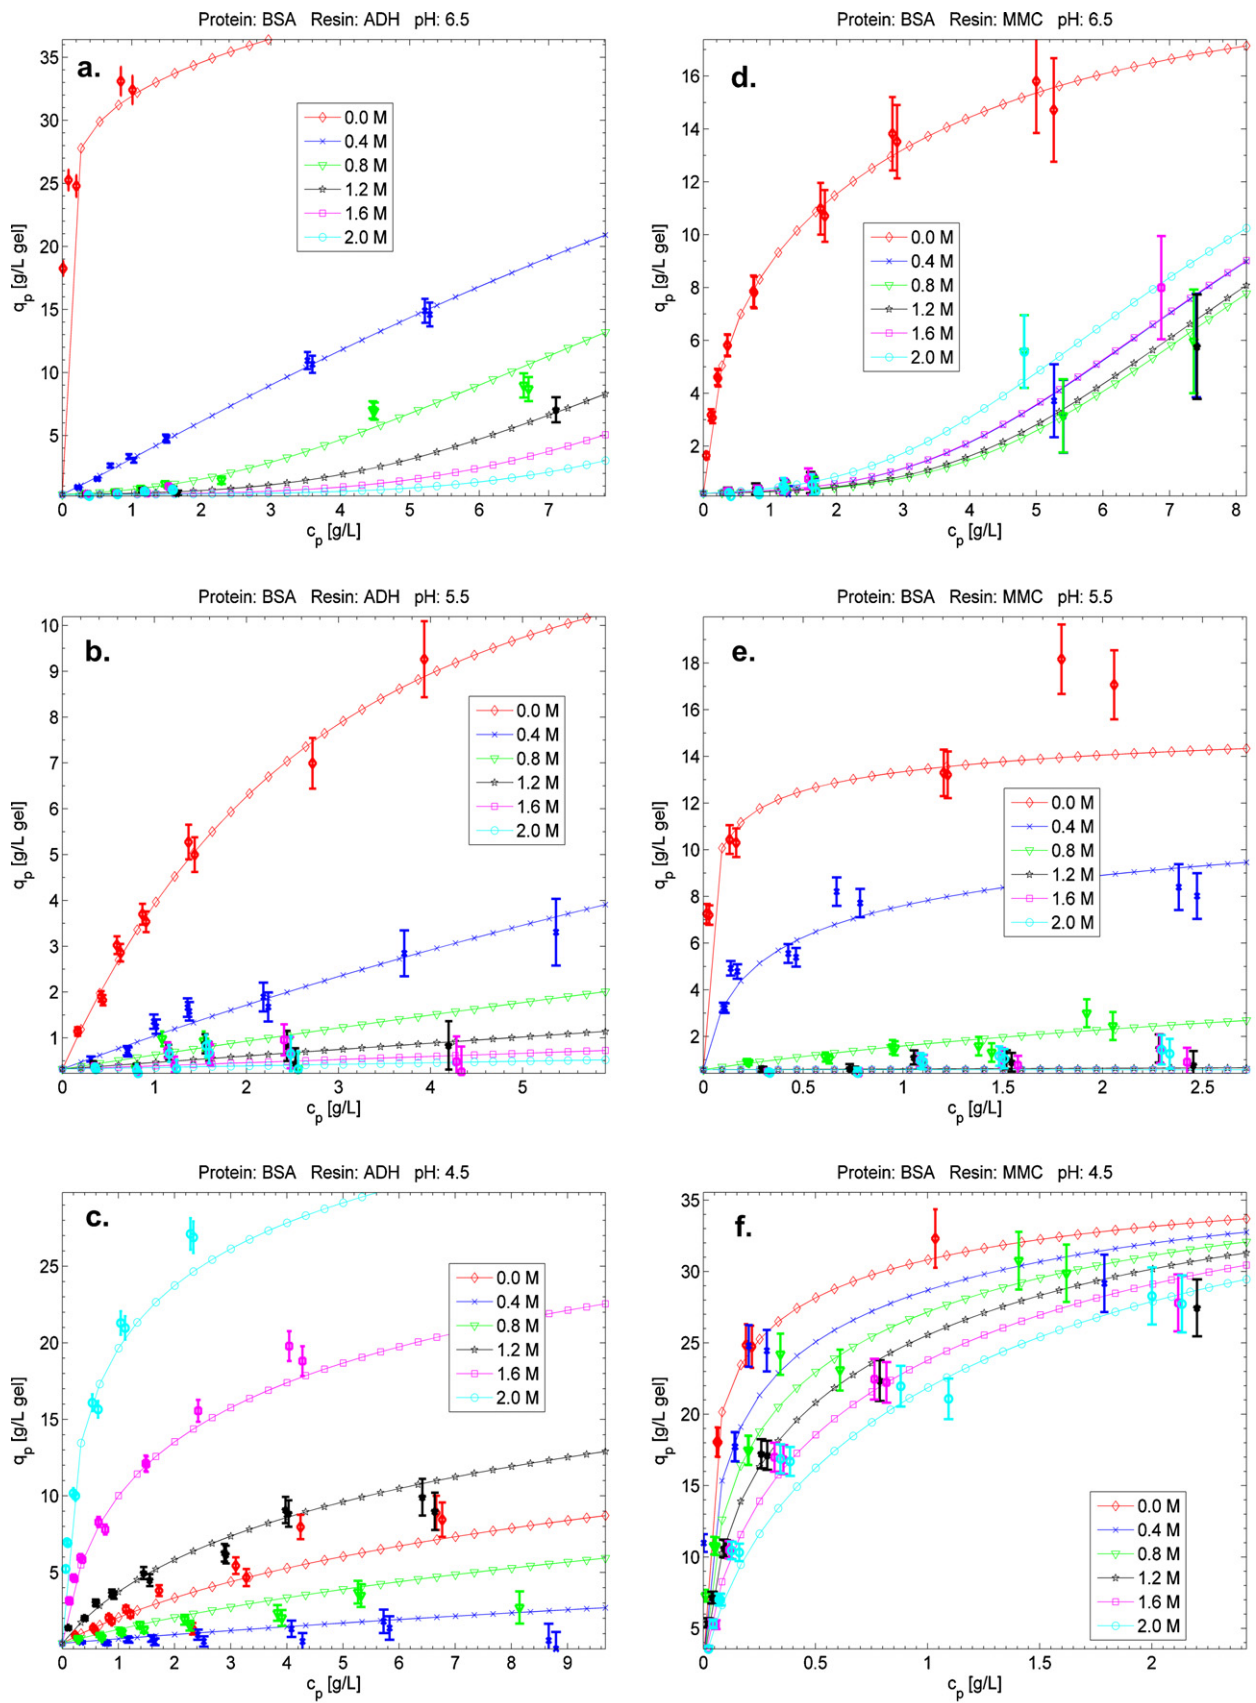 Protein: BSA Resin: ADH pH: 6.5
a.
35
30
25
20
15
10
5
0 1 2 3 4 5 6 7
q_p [g/L gel]
c_p [g/L]
0.0 M
0.4 M
0.8 M
1.2 M
1.6 M
2.0 M
Protein: BSA Resin: MMC pH: 6.5
d.
16
14
12
10
8
6
4
2
0 1 2 3 4 5 6 7 8
q_p [g/L gel]
c_p [g/L]
0.0 M
0.4 M
0.8 M
1.2 M
1.6 M
2.0 M
Protein: BSA Resin: ADH pH: 5.5
b.
10
9
8
7
6
5
4
3
2
1
0 1 2 3 4 5
q_p [g/L gel]
c_p [g/L]
0.0 M
0.4 M
0.8 M
1.2 M
1.6 M
2.0 M
Protein: BSA Resin: MMC pH: 5.5
e.
18
16
14
12
10
8
6
4
2
0 0.5 1 1.5 2 2.5
q_p [g/L gel]
c_p [g/L]
0.0 M
0.4 M
0.8 M
1.2 M
1.6 M
2.0 M
Protein: BSA Resin: ADH pH: 4.5
c.
25
20
15
10
5
0 1 2 3 4 5 6 7 8 9
q_p [g/L gel]
c_p [g/L]
0.0 M
0.4 M
0.8 M
1.2 M
1.6 M
2.0 M
Protein: BSA Resin: MMC pH: 4.5
f.
35
30
25
20
15
10
5
0 0.5 1 1.5 2
q_p [g/L gel]
c_p [g/L]
0.0 M
0.4 M
0.8 M
1.2 M
1.6 M
2.0 M